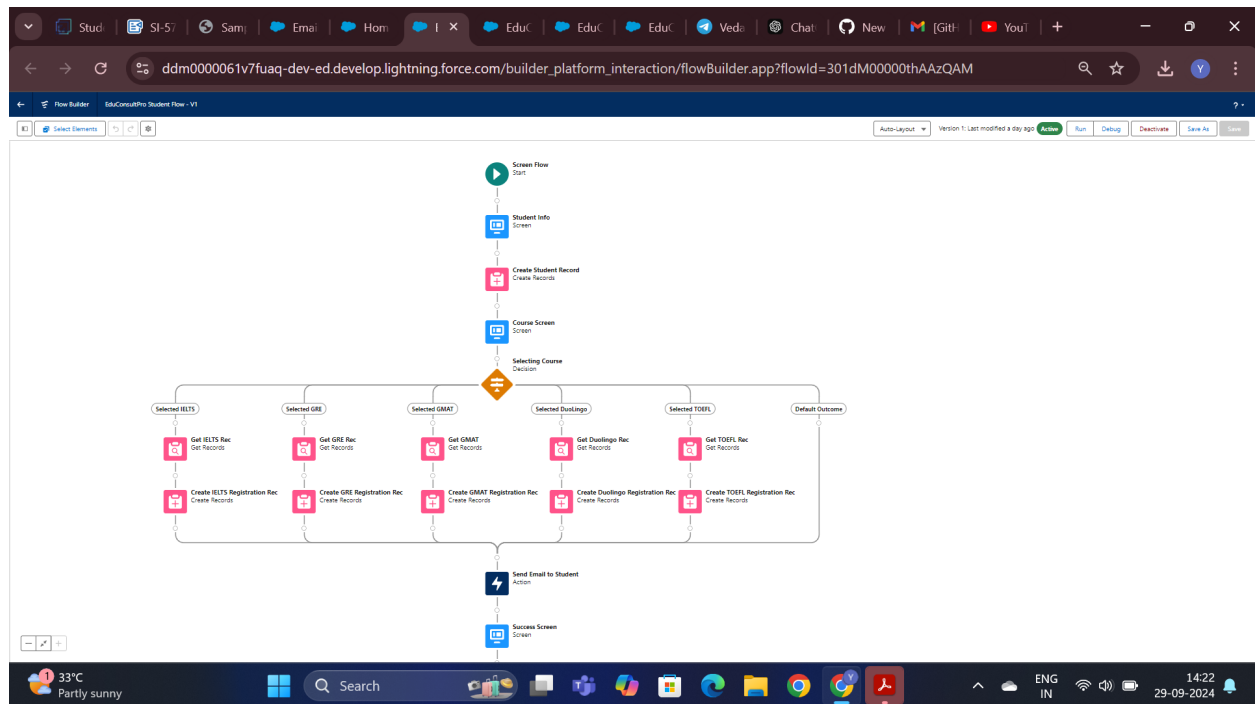 Stud
SI-57
Samp
Emai
Hom
EduC
EduC
EduC
Veda
Chat
New
[GitH
YouT
ddm0000061v7fuaq-dev-ed.develop.lightning.force.com/builder_platform_interaction/flowBuilder.app?flowId=301dM00000thAAzQAM
Y
Flow Builder EduConsultPro Student Flow - V1
?
Select Elements
Auto-Layout Version 1: Last modified a day ago Active Run Debug Deactivate Save As Save
Screen Flow
Start
Student Info
Screen
Create Student Record
Create Records
Course Screen
Screen
Selecting Course
Decision
Selected IELTS Selected GRE Selected GMAT Selected DuoLingo Selected TOEFL Default Outcome
Get IELTS Rec Get GRE Rec Get GMAT Get Duolingo Rec Get TOEFL Rec
Get Records Get Records Get Records Get Records Get Records
Create IELTS Registration Rec Create GRE Registration Rec Create GMAT Registration Rec Create Duolingo Registration Rec Create TOEFL Registration Rec
Create Records Create Records Create Records Create Records Create Records
Send Email to Student
Action
Success Screen
Screen
1
33°C
Partly sunny
Search
Y
ENG
IN
14:22
29-09-2024